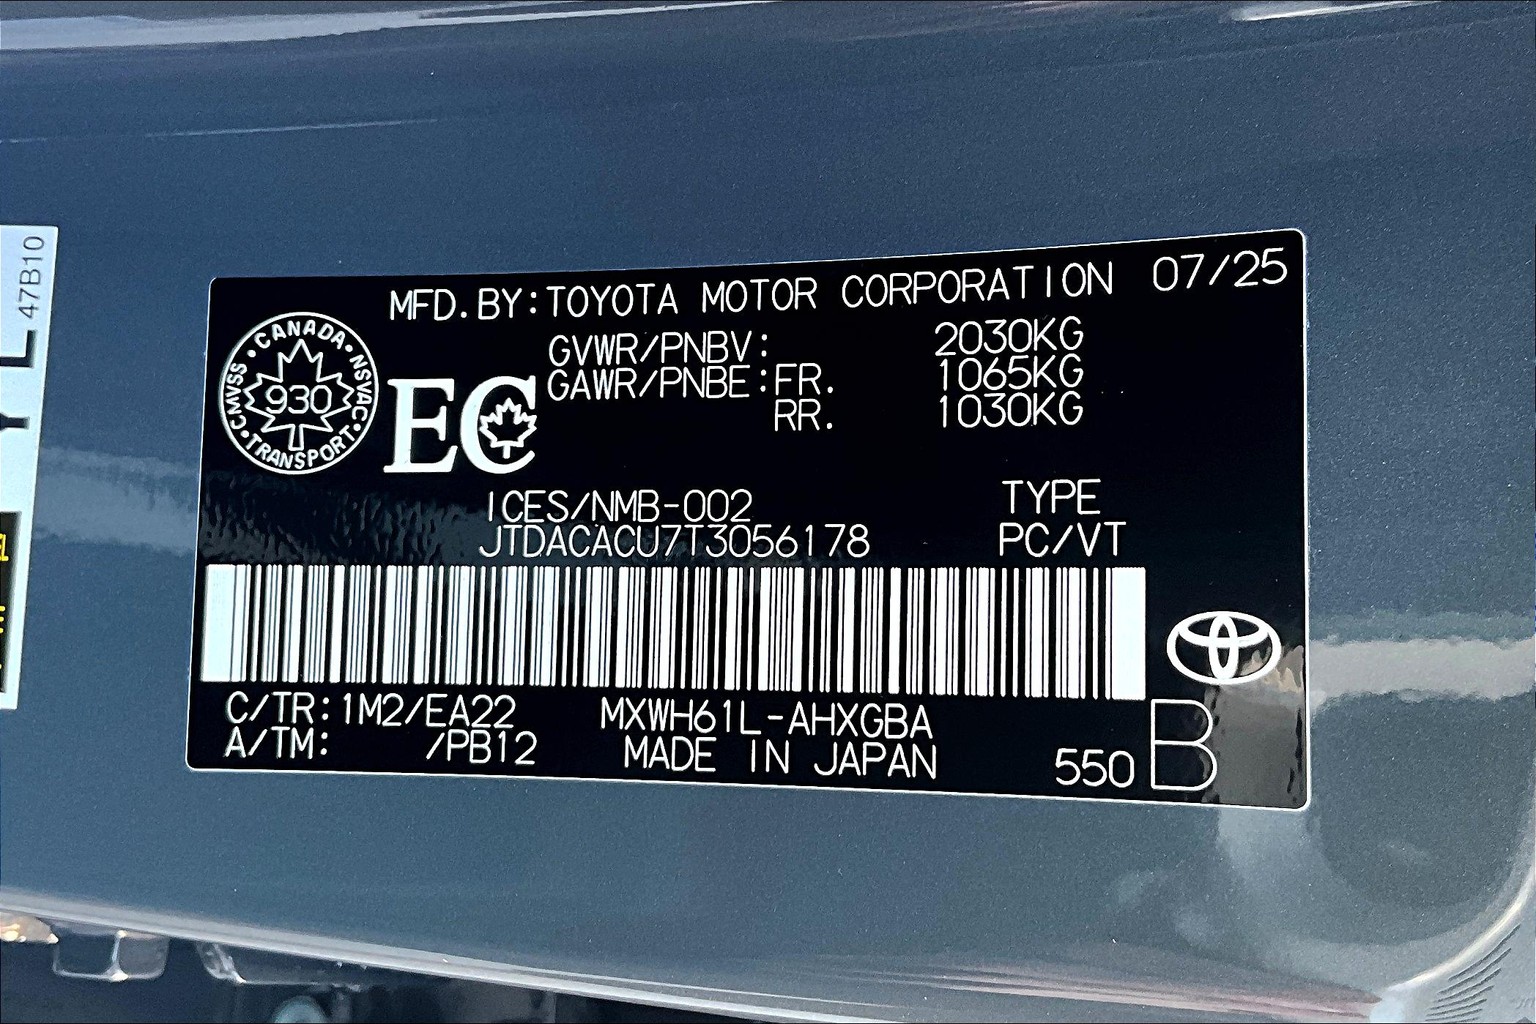 47B10
YL
MFD.BY:TOYOTA MOTOR CORPORATION 07/25
GVWR/PNBV: 2030KG
GAWR/PNBE:FR. 1065KG
RR. 1030KG
CANADA·NSVAC·TRANSPORT·CMVSS·
930
EC
ICES/NMB-002
JTDACACU7T3056178
TYPE
PC/VT
C/TR:1M2/EA22 MXWH61L-AHXGBA
A/TM: /PB12 MADE IN JAPAN
550 B